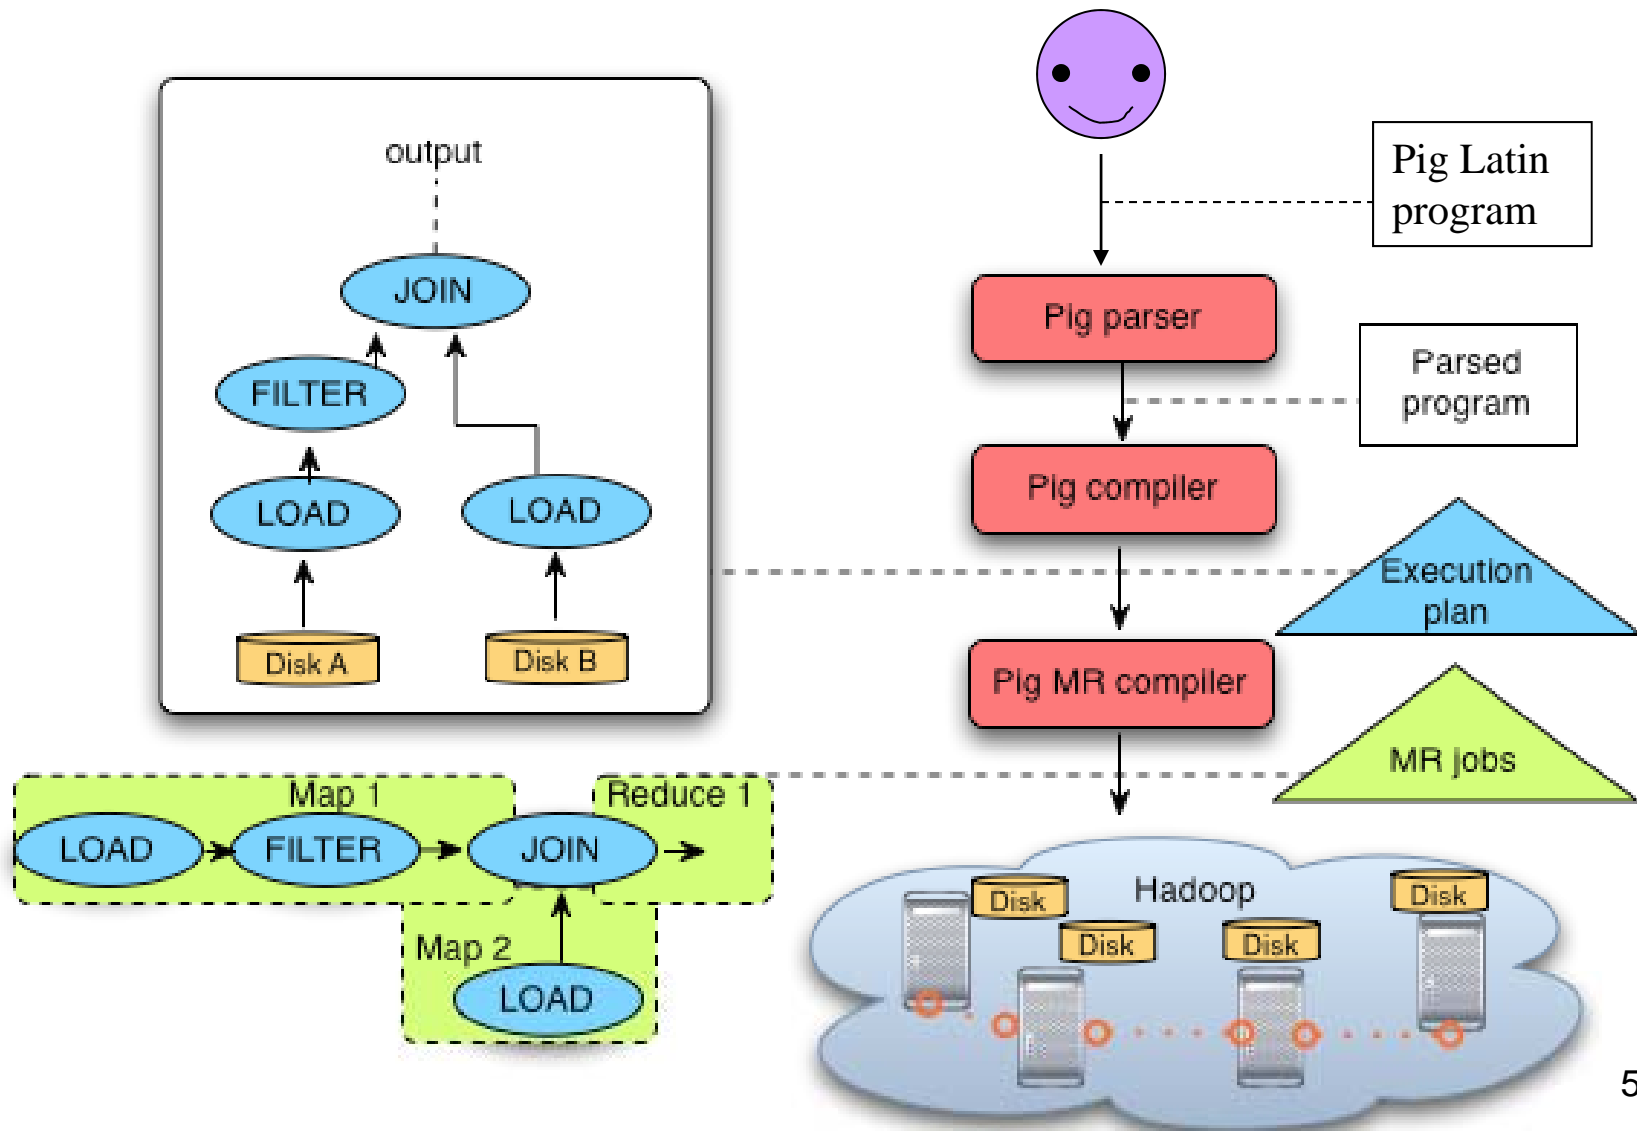 output
JOIN
FILTER
LOAD
LOAD
Disk A
Disk B
Pig Latin
program
Pig parser
Parsed
program
Pig compiler
Execution
plan
Pig MR compiler
MR jobs
Map 1
Reduce 1
LOAD
FILTER
JOIN
Map 2
LOAD
Hadoop
Disk
Disk
Disk
Disk
5